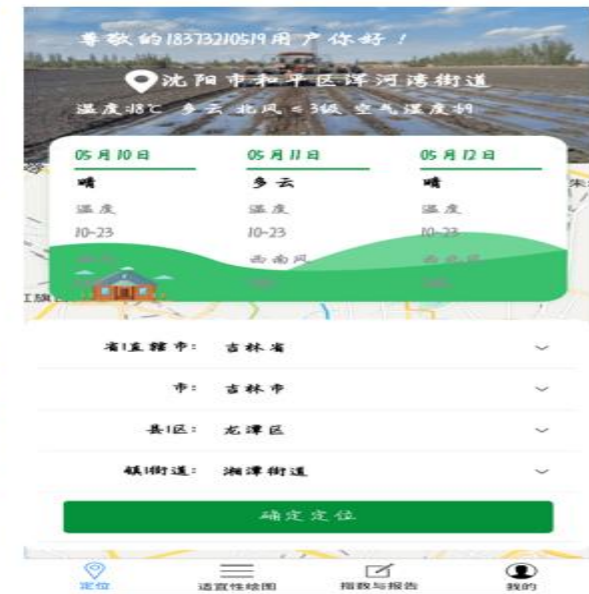 尊敬的18373210519用户你好！
沈阳市和平区浑河湾街道
温度:18℃ 多云 北风≤3级 空气湿度:49
05月10日 05月11日 05月12日
晴 多云 晴
温度 温度 温度
10-23 10-23 10-23
西南风
省|直辖市： 吉林省
市： 吉林市
县|区： 龙潭区
镇|街道： 湘潭街道
确定定位
定位 适宜性绘图 指数与报告 我的